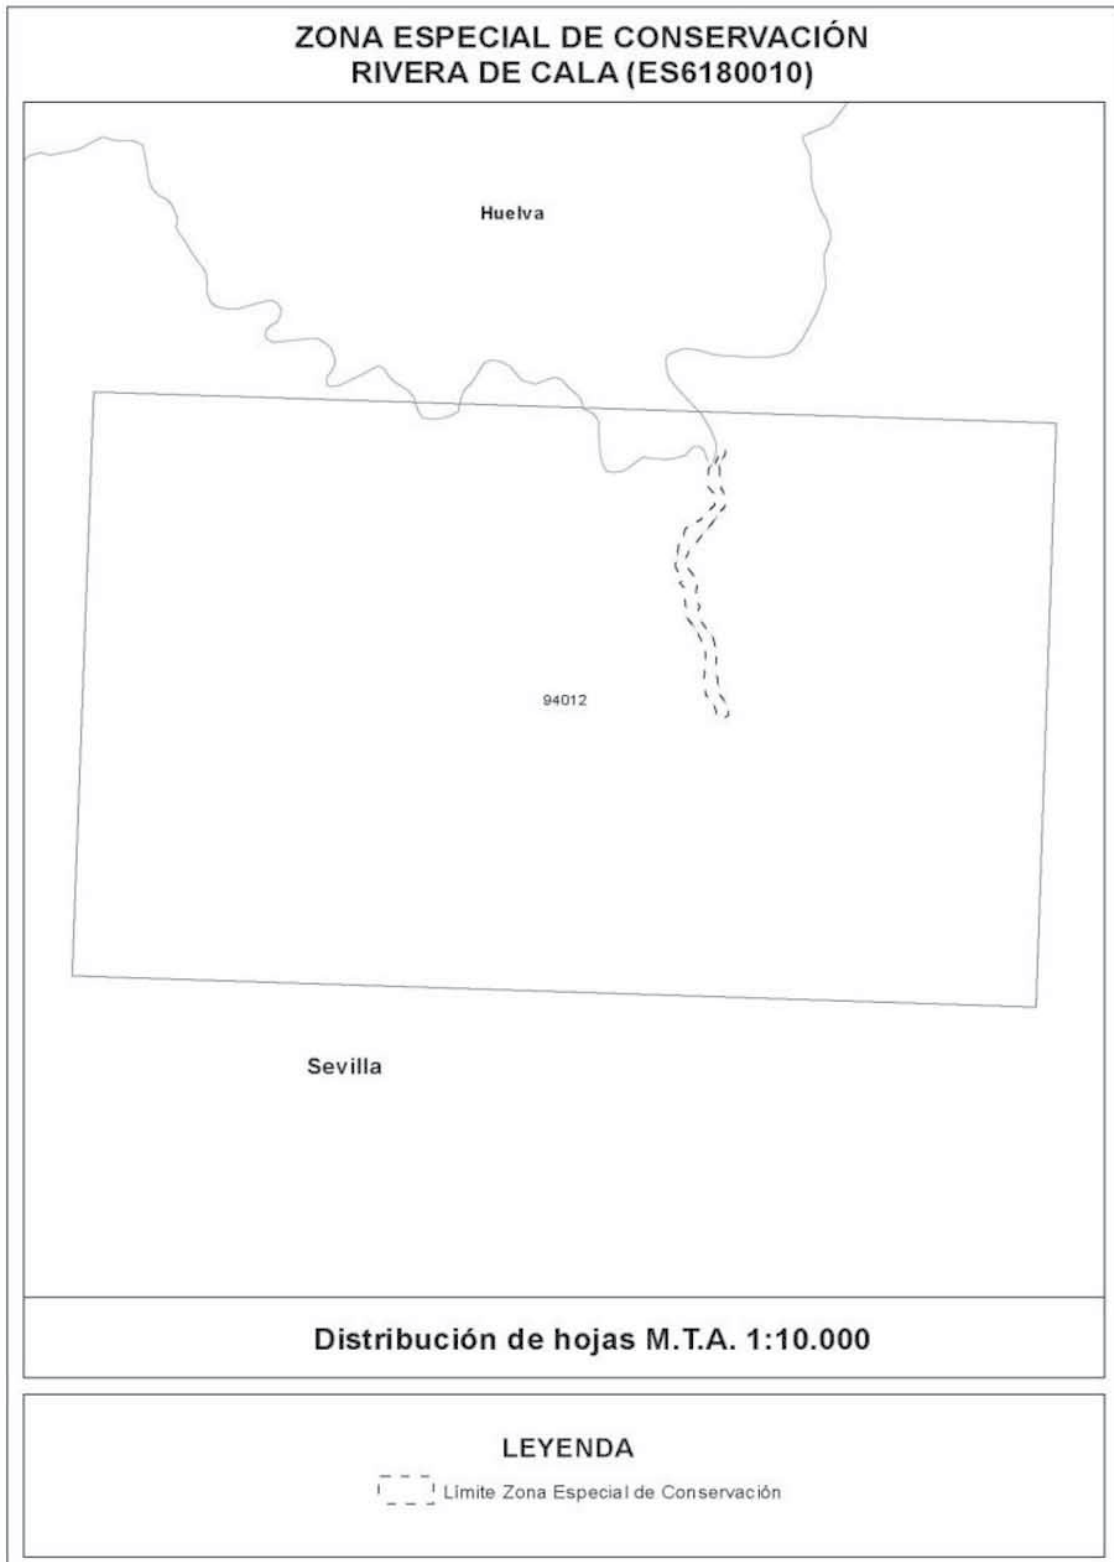 ZONA ESPECIAL DE CONSERVACIÓN
RIVERA DE CALA (ES6180010)
Huelva
94012
Sevilla
Distribución de hojas M.T.A. 1:10.000
LEYENDA
Límite Zona Especial de Conservación